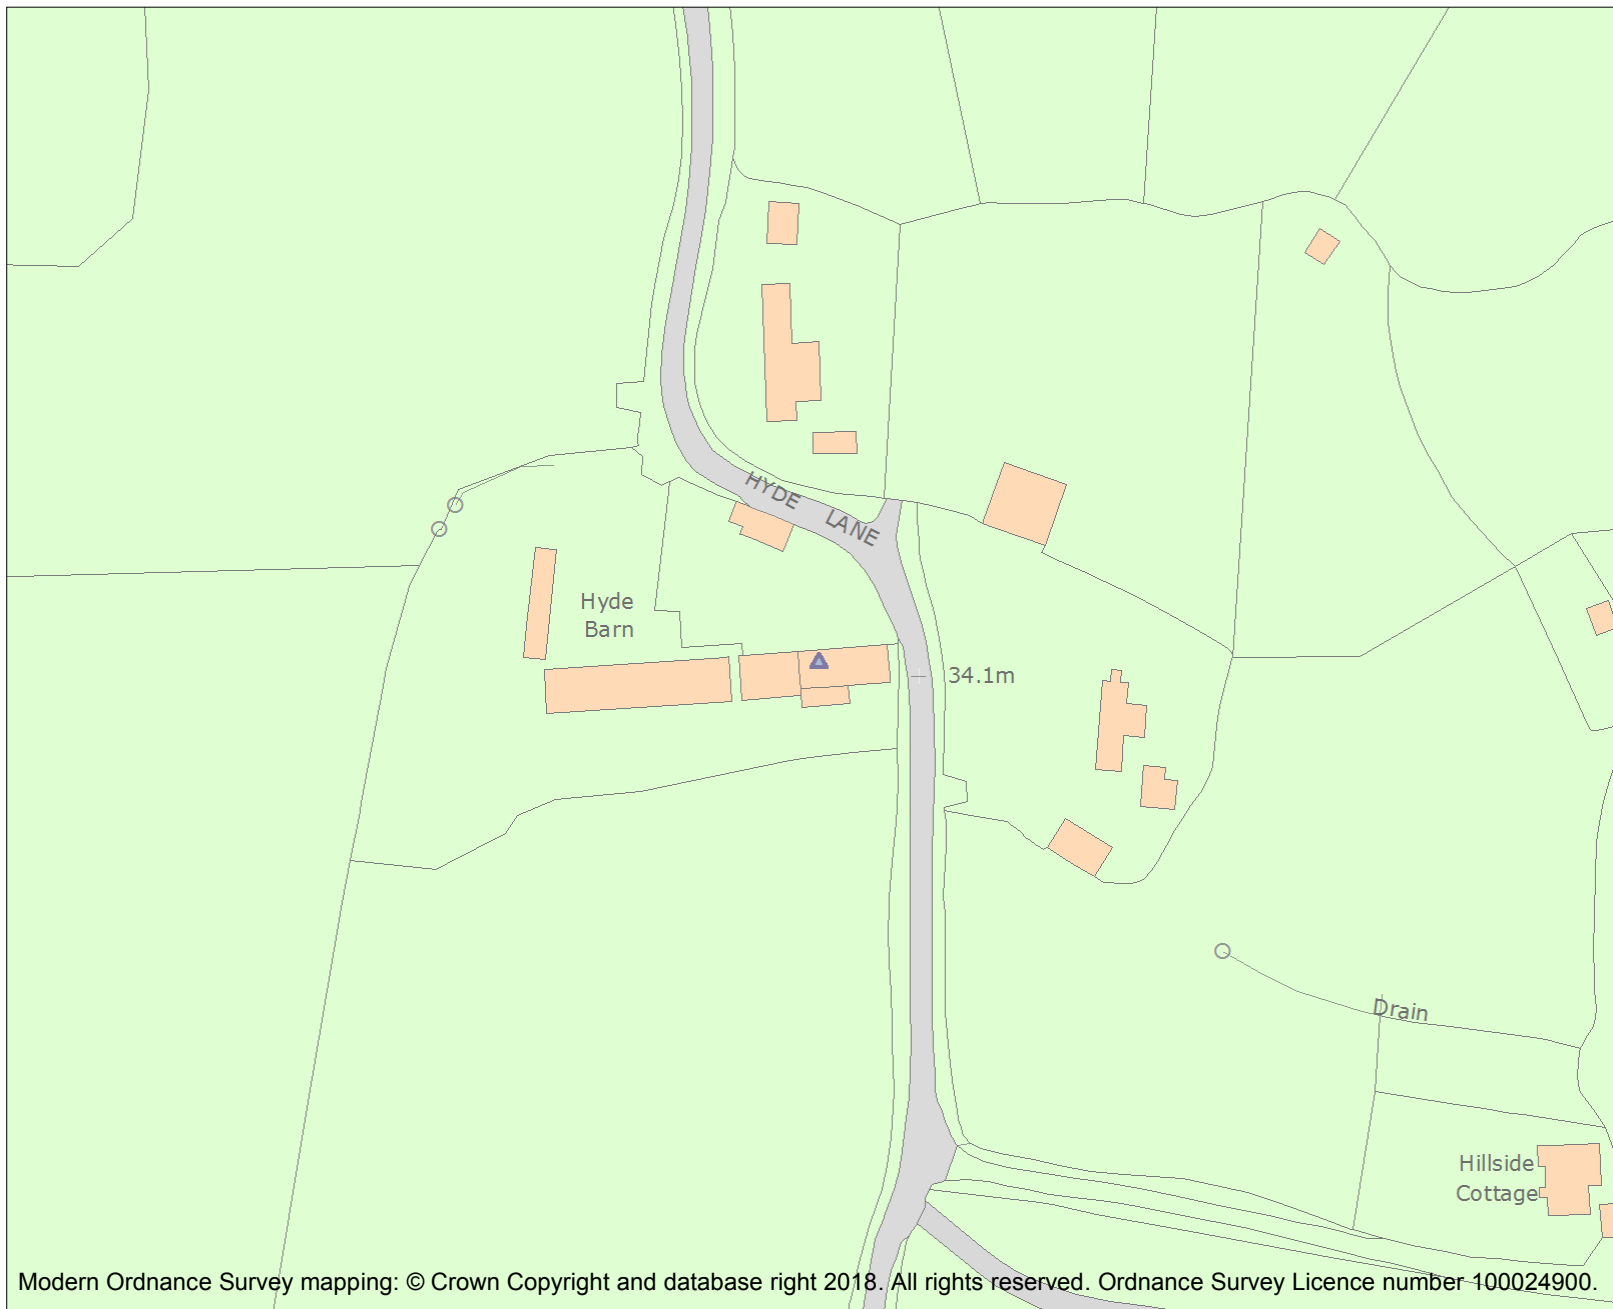 HYDE LANE
Hyde
Barn
34.1m
Drain
Hillside
Cottage
Modern Ordnance Survey mapping: © Crown Copyright and database right 2018. All rights reserved. Ordnance Survey Licence number 100024900.